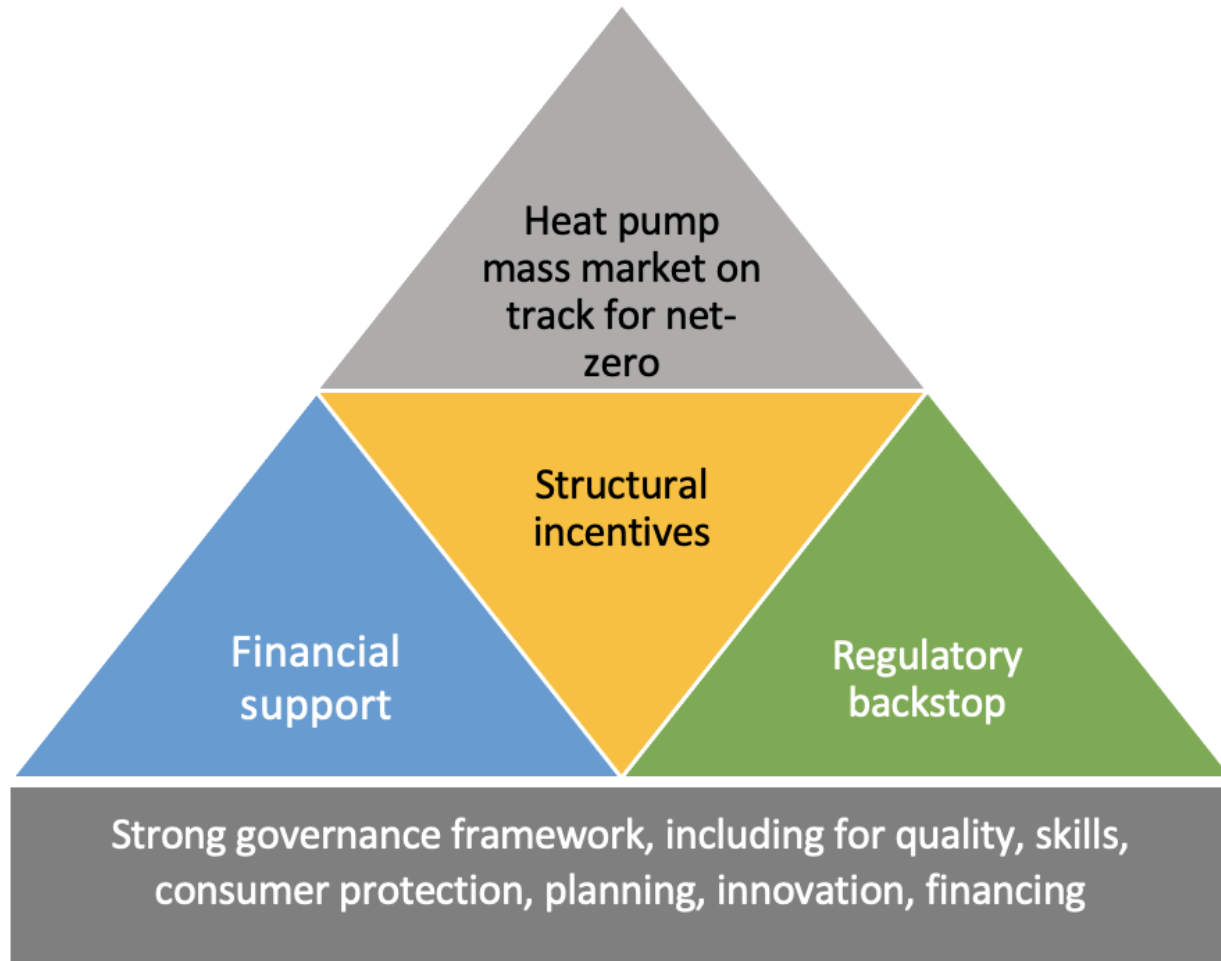 Heat pump
mass market on
track for net-
zero
Structural
incentives
Financial
support
Regulatory
backstop
Strong governance framework, including for quality, skills,
consumer protection, planning, innovation, financing